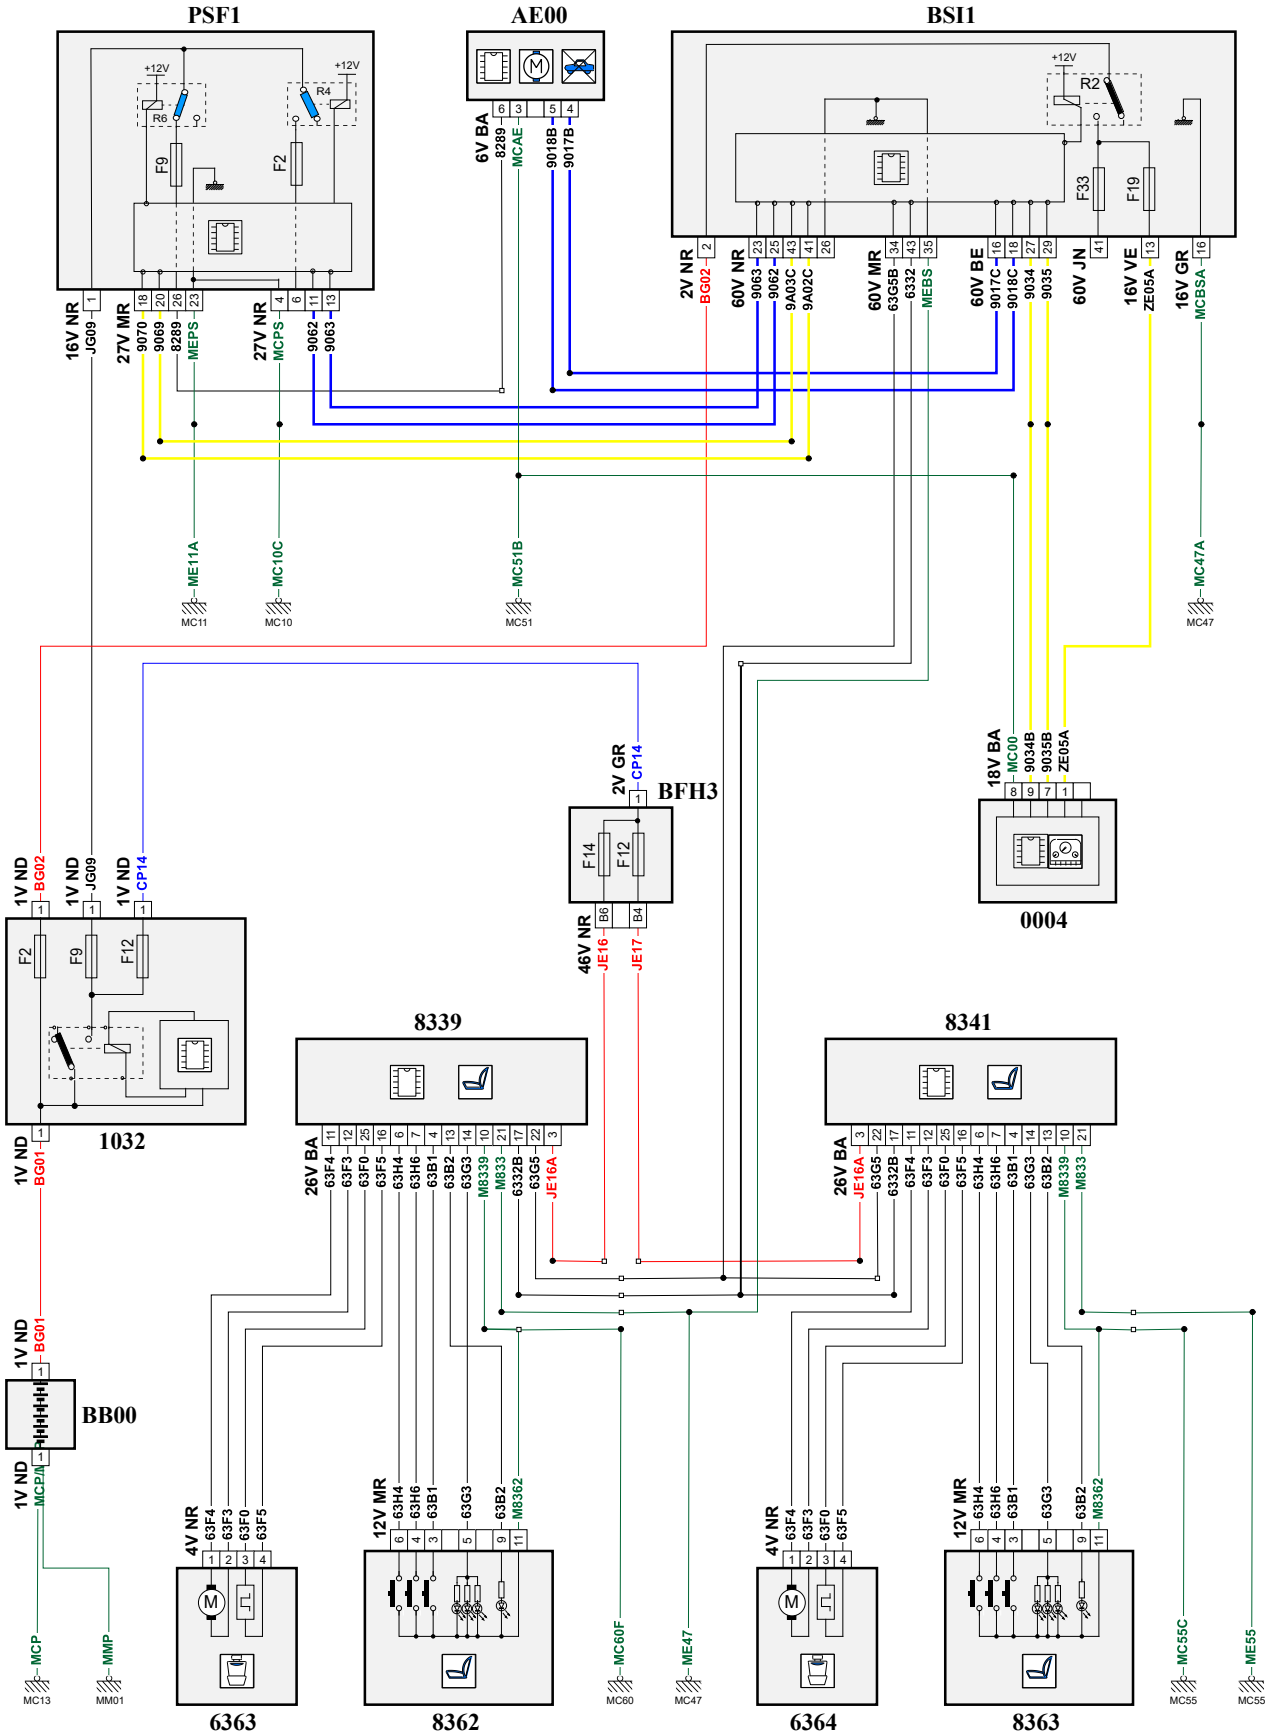 PSF1 AE00 BSI1
+12V +12V R6 R4 F9 F2
M
+12V R2 F33 F19
6 3 5 4
6V BA 8289 MCAE 9018B 9017B
1 18 20 26 23 4 6 11 13
16V NR JG09 27V MR 9070 9069 8289 MEPS 27V NR MCPS 9062 9063
2 23 25 43 41 26 34 43 35 16 18 27 29 41 13 16
2V NR BG02 60V NR 9063 9062 9A03C 9A02C 60V MR 63G5B 6332 MEBS 60V BE 9017C 9018C 9034 9035 60V JN 16V VE ZE05A 16V GR MCBSA
ME11A MC10C MC51B MC47A
MC11 MC10 MC51 MC47
2V GR CP14
1
BFH3
F14 F12
B6 B4
46V NR JE16 JE17
18V BA MC00 9034B 9035B ZE05A
8 9 7 1
0004
1V ND BG02 1V ND JG09 1V ND CP14
1 1 1
F2 F9 F12
1
1032
1V ND BG01
8339 8341
11 12 25 16 6 7 4 13 14 10 21 17 22 3
26V BA 63F4 63F3 63F0 63F5 63H4 63H6 63B1 63B2 63G3 M8339 M833 6332B 63G5 JE16A
3 22 17 11 12 25 16 6 7 4 14 13 10 21
26V BA JE16A 63G5 6332B 63F4 63F3 63F0 63F5 63H4 63H6 63B1 63G3 63B2 M8339 M833
1V ND BG01
1
BB00
1
1V ND
MCP MMP
MC13 MM01
4V NR 63F4 63F3 63F0 63F5
1 2 3 4
M
6363
12V MR 63H4 63H6 63B1 63G3 63B2 M8362
6 4 3 5 9 11
8362
MC60F ME47
MC60 MC47
4V NR 63F4 63F3 63F0 63F5
1 2 3 4
M
6364
12V MR 63H4 63H6 63B1 63G3 63B2 M8362
6 4 3 5 9 11
8363
MC55C ME55
MC55 MC55